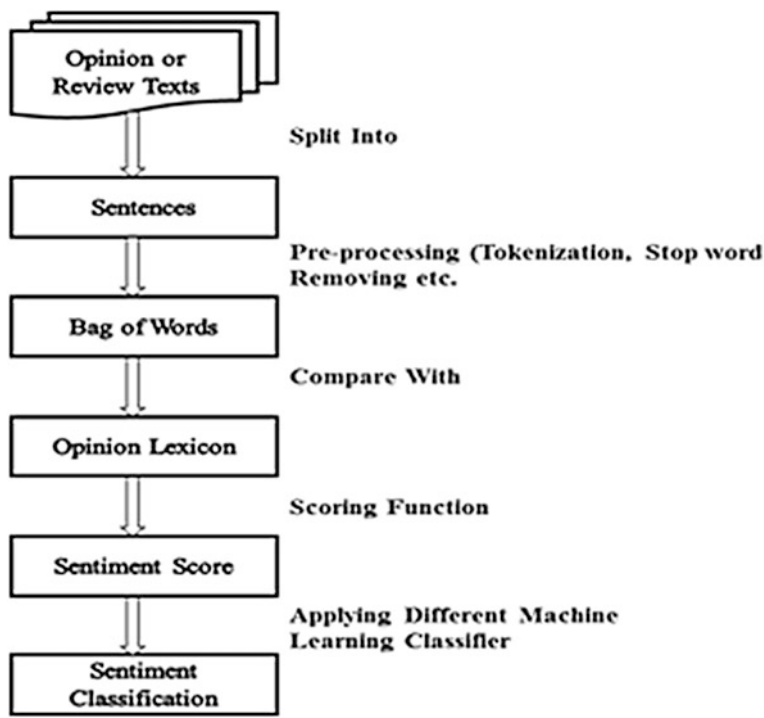 Opinion or
Review Texts
Split Into
Sentences
Pre-processing (Tokenization, Stop word
Removing etc.
Bag of Words
Compare With
Opinion Lexicon
Scoring Function
Sentiment Score
Applying Different Machine
Learning Classifier
Sentiment
Classification